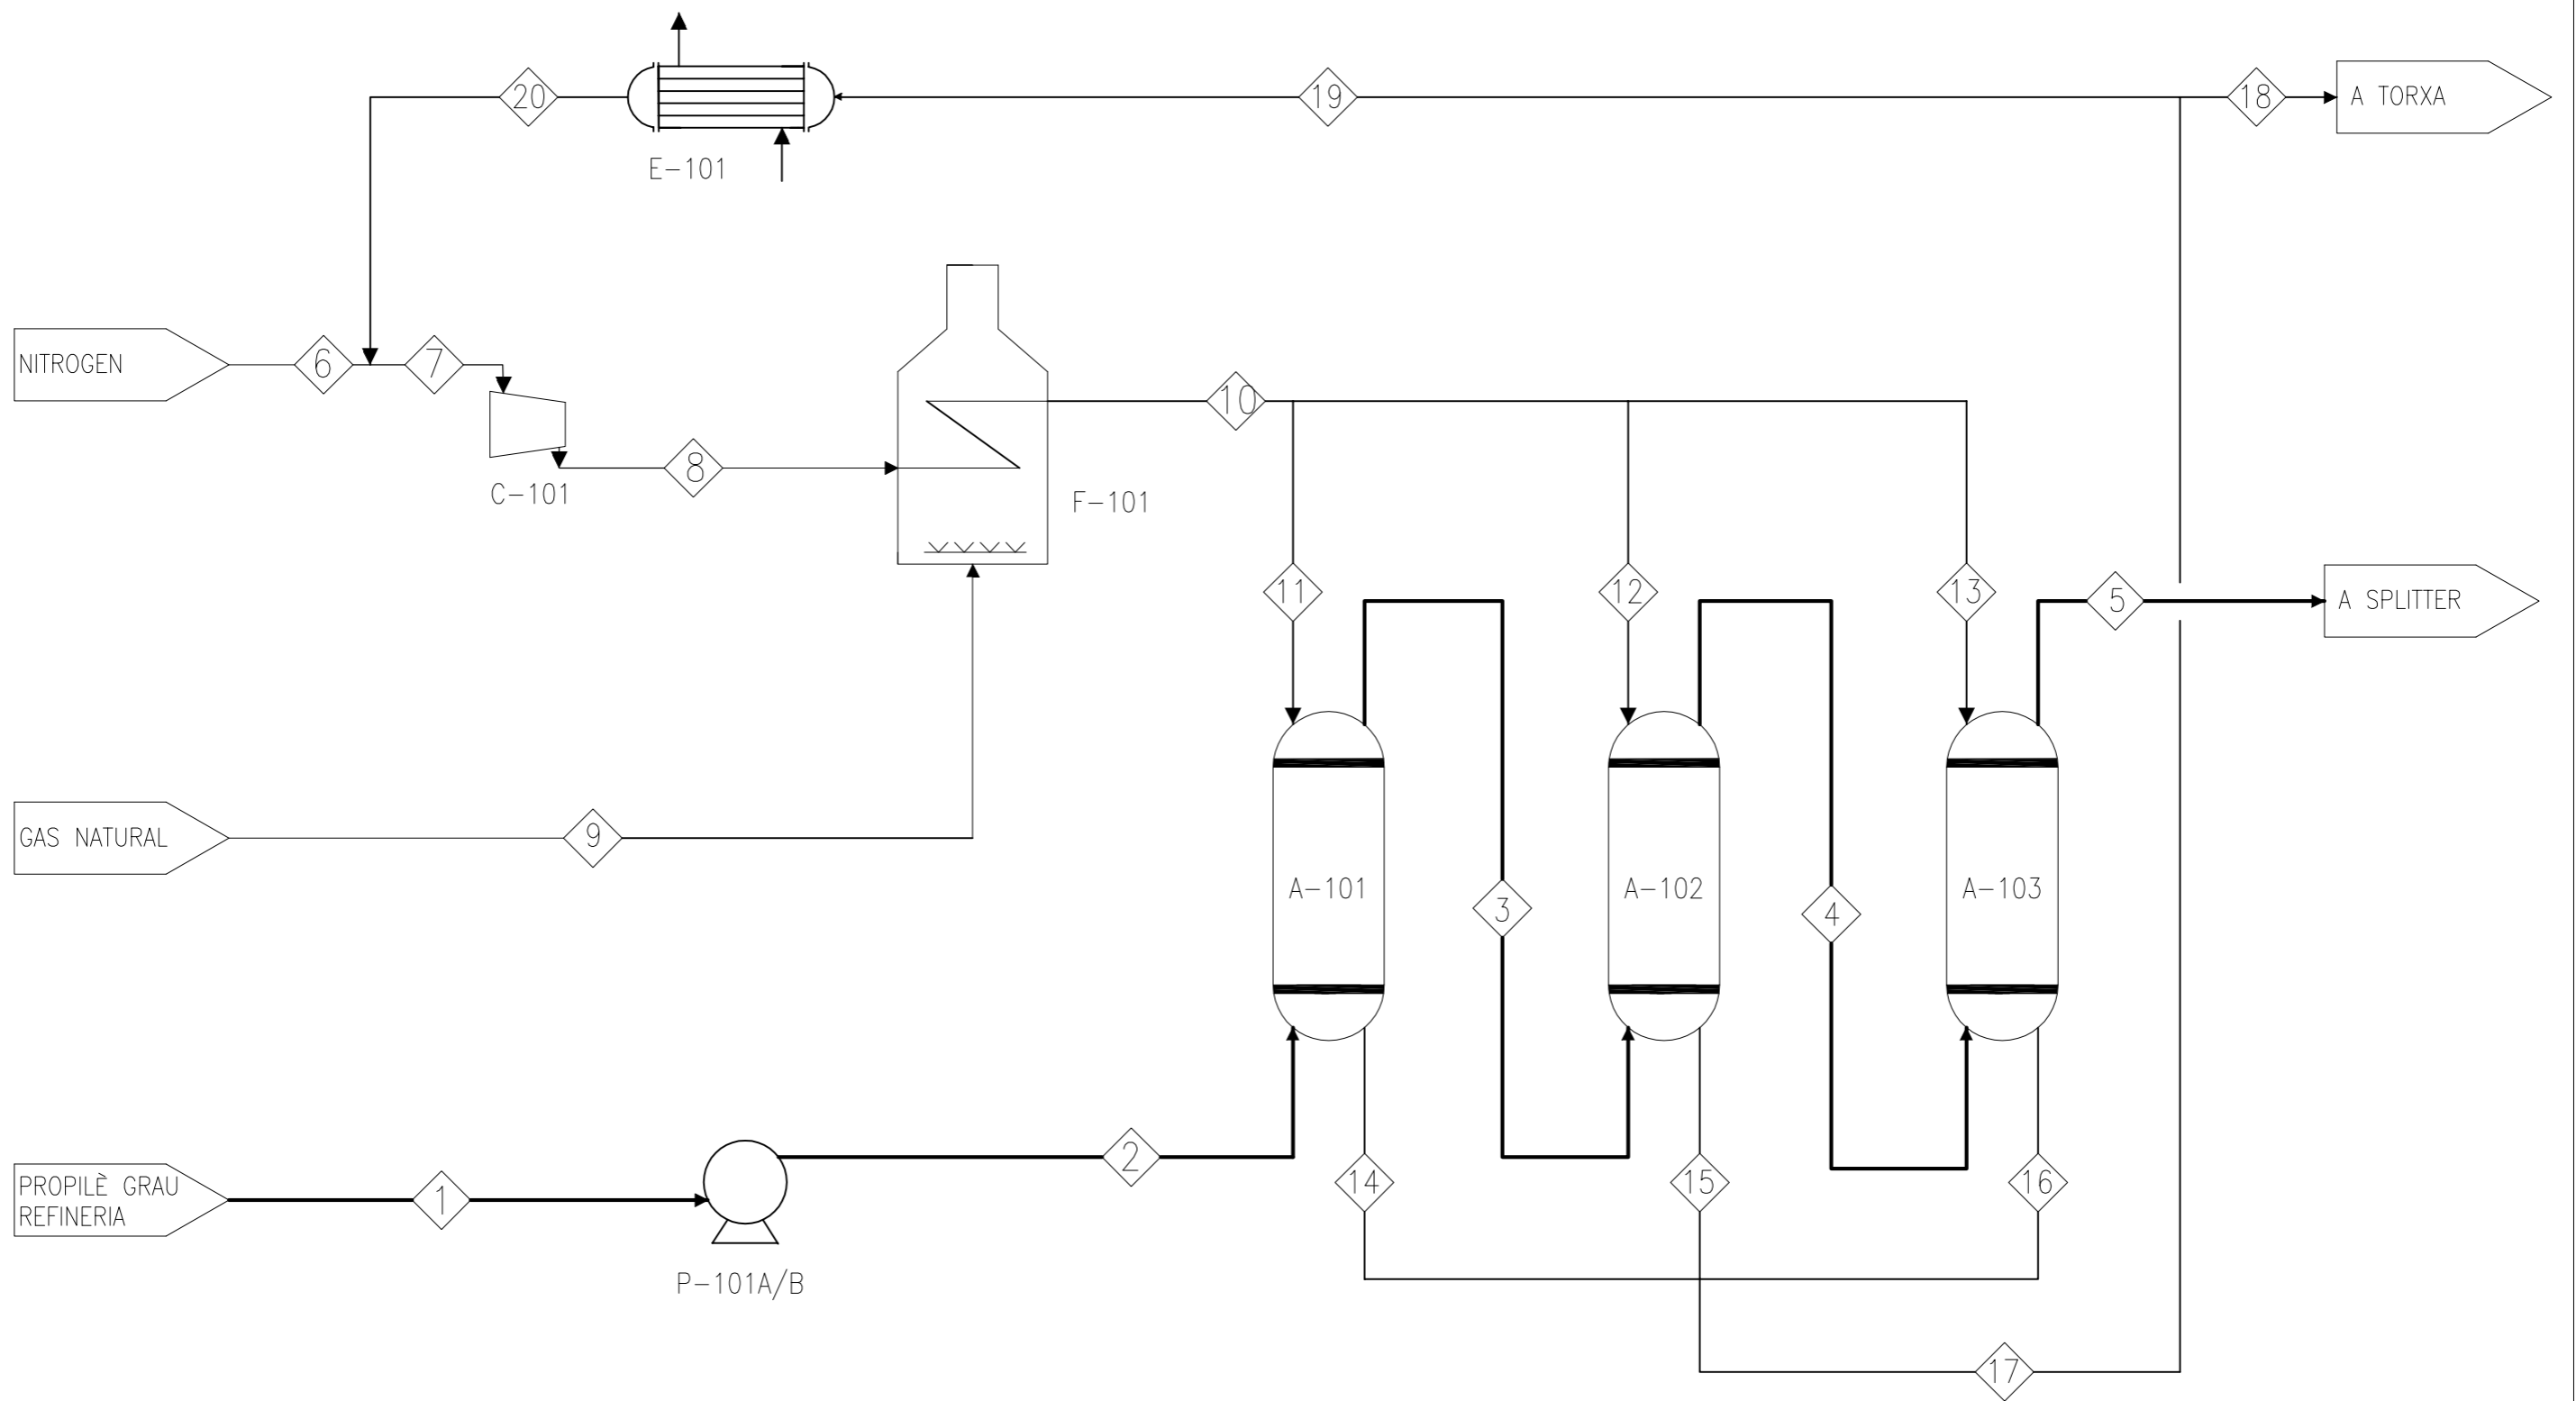 20
19
18
A TORXA
E-101
NITROGEN
6
7
10
8
C-101
F-101
11
12
13
5
A SPLITTER
GAS NATURAL
9
A-101
A-102
A-103
3
4
2
PROPILÈ GRAU
REFINERIA
1
14
15
16
P-101A/B
17